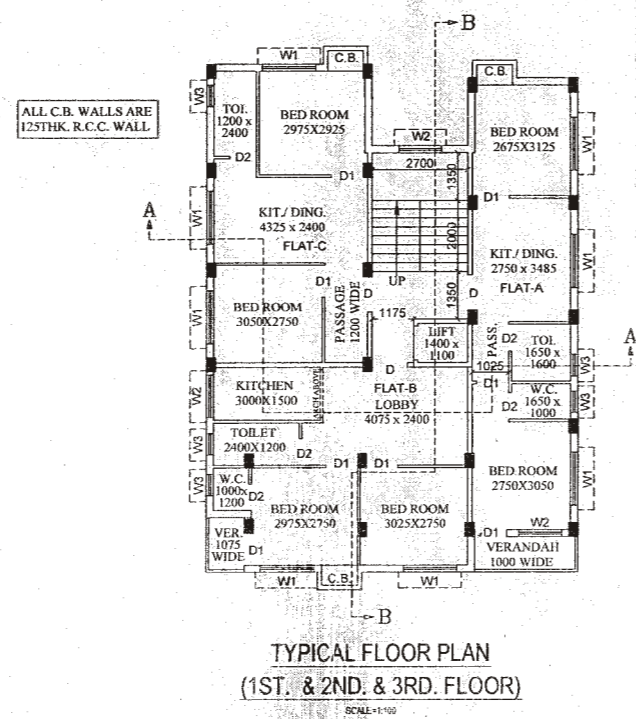 B
W1
C.B.
C.B.
W3
TOI.
1200 x
2400
BED ROOM
2975X2925
ALL C.B. WALLS ARE
125THK. R.C.C. WALL
W2
2700
BED ROOM
2675X3125
W1
D2
D1
1350
D1
A
W1
KIT./ DING.
4325 x 2400
FLAT-C
2000
KIT./ DING.
2750 x 3485
FLAT-A
W1
UP
D1
D
D
W1
BED ROOM
3050X2750
PASSAGE
1200 WIDE
1175
1350
LIFT
1400 x
1100
PASS.
D2
TOI.
1650 x
1600
A
W3
1025
D
D1
W2
KITCHEN
3000X1500
FLAT-B
LOBBY
4075 x 2400
D2
W.C.
1650 x
1000
W3
W3
TOILET
2400X1200
D2
D1
D1
W3
W.C.
1000x
1200
D2
BED ROOM
2975X2750
BED ROOM
3025X2750
BED ROOM
2750X3050
W1
VER.
1075
WIDE
D1
D1
W2
VERANDAH
1000 WIDE
W1
C.B.
W1
B
TYPICAL FLOOR PLAN
(1ST. & 2ND. & 3RD. FLOOR)
SCALE=1:100